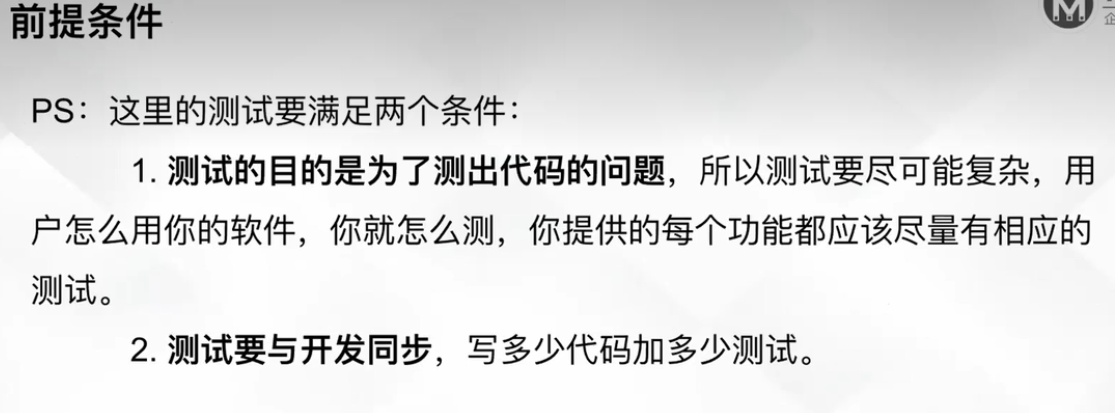 前提条件
PS：这里的测试要满足两个条件：
1. 测试的目的是为了测出代码的问题，所以测试要尽可能复杂，用
户怎么用你的软件，你就怎么测，你提供的每个功能都应该尽量有相应的
测试。
2. 测试要与开发同步，写多少代码加多少测试。